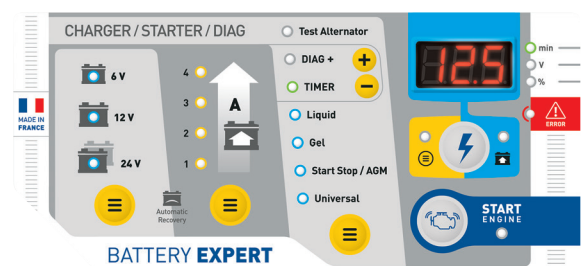 CHARGER / STARTER / DIAG
Test Alternator
DIAG +
TIMER
6 V
12 V
24 V
4
3
2
1
A
Automatic
Recovery
Liquid
Gel
Start Stop / AGM
Universal
12.5
min
V
%
ERROR
START
ENGINE
MADE IN
FRANCE
BATTERY EXPERT